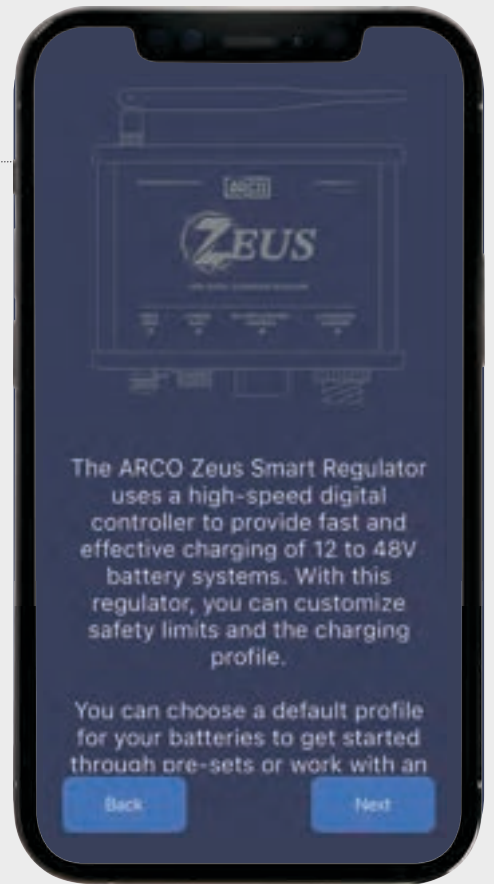 ARCO
ZEUS
The ARCO Zeus Smart Regulator
uses a high-speed digital
controller to provide fast and
effective charging of 12 to 48V
battery systems. With this
regulator, you can customize
safety limits and the charging
profile.
You can choose a default profile
for your batteries to get started
through pre-sets or work with an
Back
Next